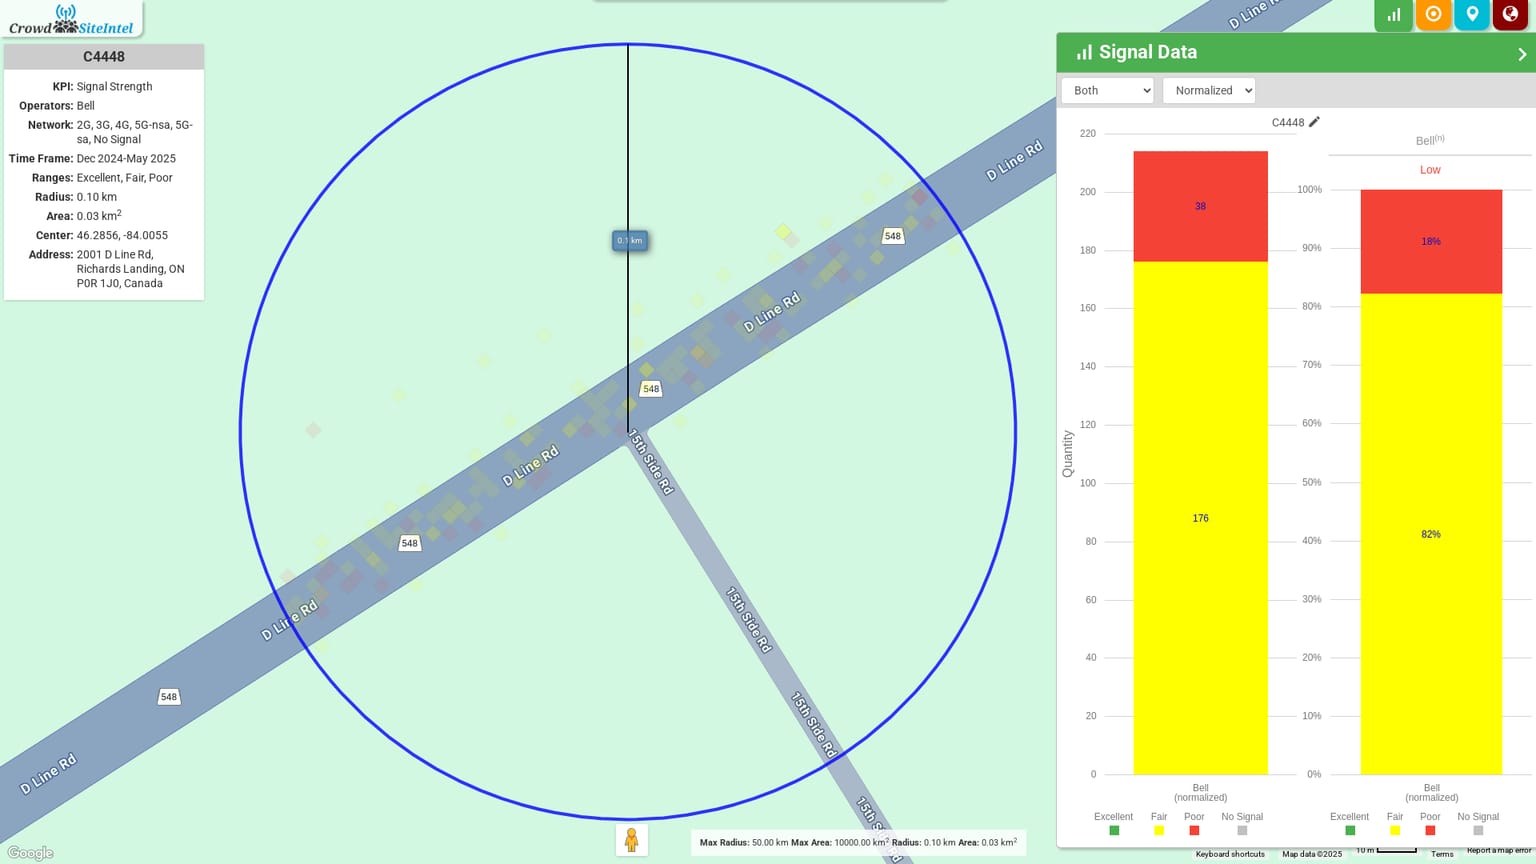 CrowdSiteIntel
C4448
KPI: Signal Strength
Operators: Bell
Network: 2G, 3G, 4G, 5G-nsa, 5G-
sa, No Signal
Time Frame: Dec 2024-May 2025
Ranges: Excellent, Fair, Poor
Radius: 0.10 km
Area: 0.03 km²
Center: 46.2856, -84.0055
Address: 2001 D Line Rd,
Richards Landing, ON
P0R 1J0, Canada
D Line R
D Line Rd
548
0.1 km
D Line Rd
548
15th Side Rd
D Line Rd
548
D Line Rd
15th Side Rd
548
15th Side Rd
D Line Rd
15th Side Rd
Google
Max Radius: 50.00 km Max Area: 10000.00 km² Radius: 0.10 km Area: 0.03 km²
Signal Data
Both
Normalized
C4448
220
200
180
160
140
120
100
80
60
40
20
0
Quantity
38
176
Bell
(normalized)
Excellent Fair Poor No Signal
Bell(n)
Low
100%
90%
80%
70%
60%
50%
40%
30%
20%
10%
0%
18%
82%
Bell
(normalized)
Excellent Fair Poor No Signal
Keyboard shortcuts Map data ©2025 10 m Terms Report a map error